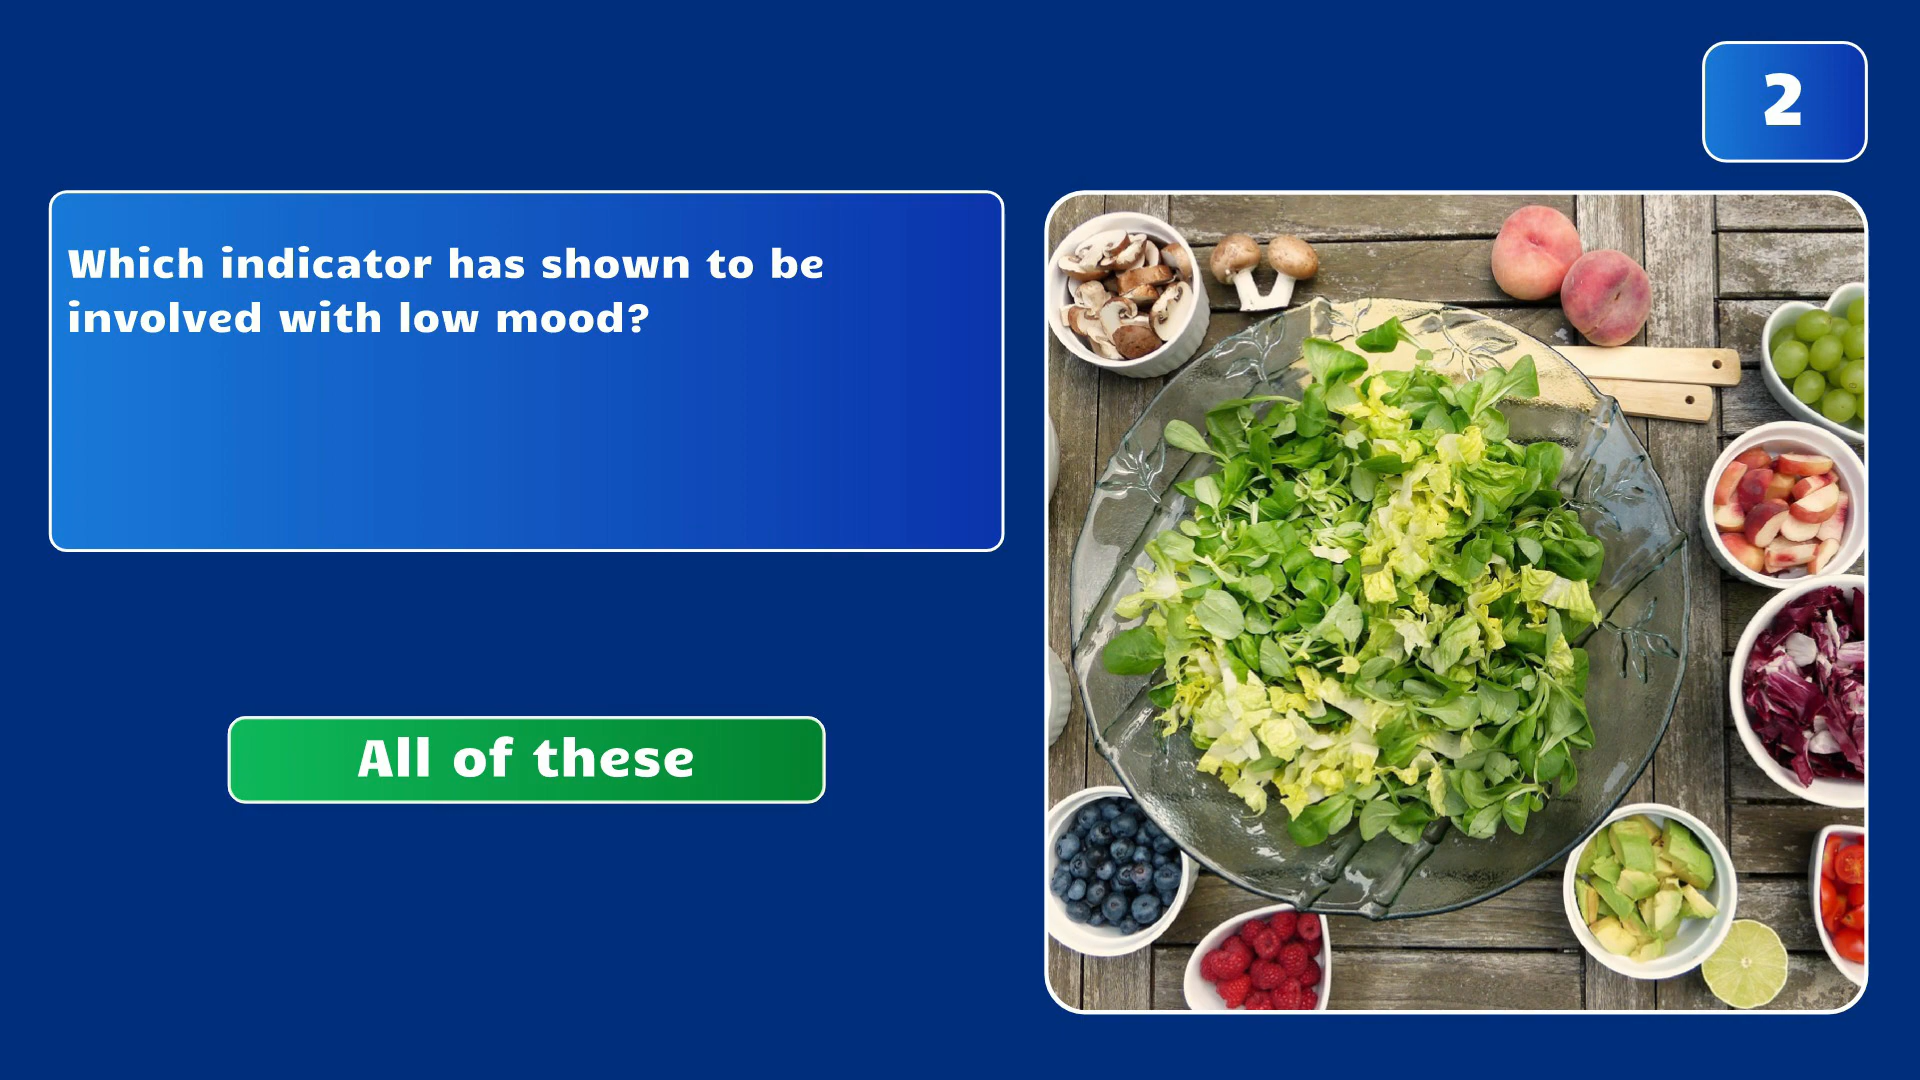 2
Which indicator has shown to be
involved with low mood?
All of these